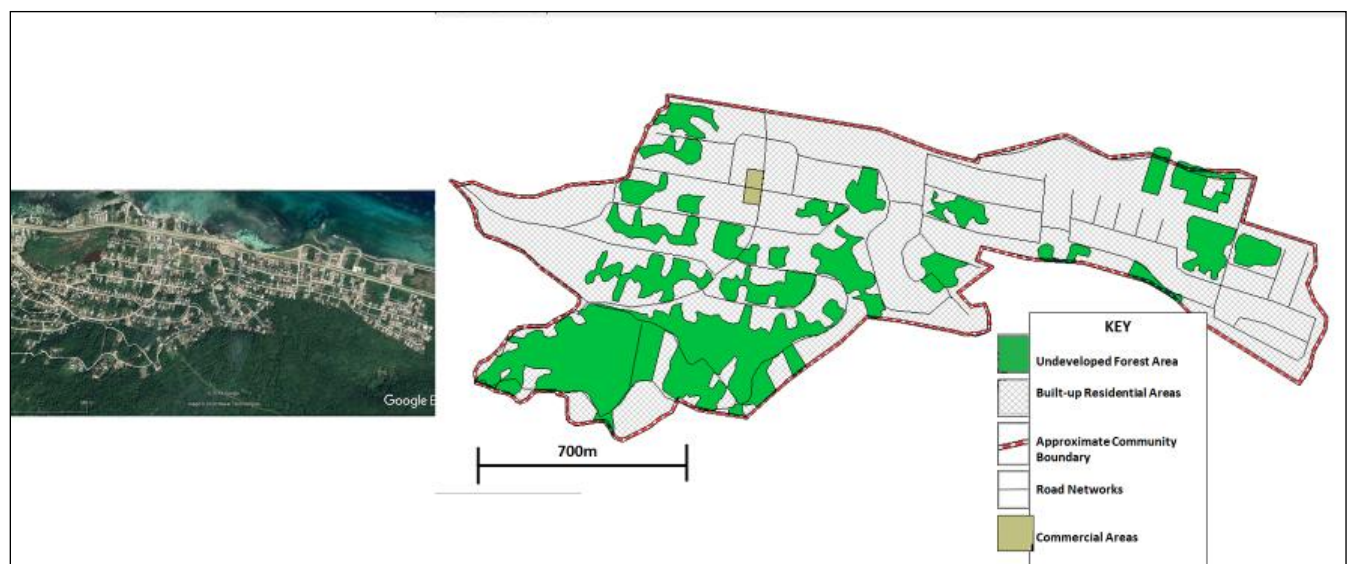 Google
700m
KEY
Undeveloped Forest Area
Built-up Residential Areas
Approximate Community
Boundary
Road Networks
Commercial Areas